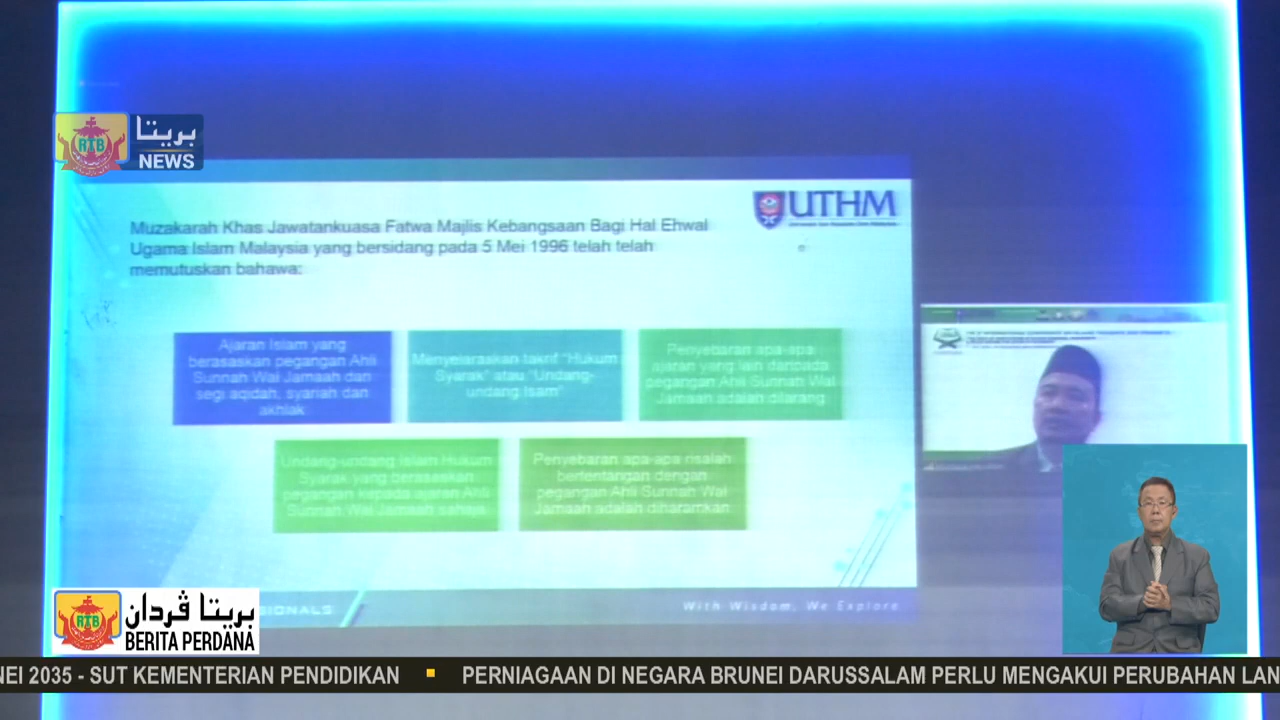 RTB
بريتا
NEWS
UTHM
Muzakarah Khas Jawatankuasa Fatwa Majlis Kebangsaan Bagi Hal Ehwal
Ugama Islam Malaysia yang bersidang pada 5 Mei 1996 telah telah
memutuskan bahawa:
Ajaran Islam yang
berasaskan pegangan Ahli
Sunnah Wal Jamaah dan
segi aqidah, syariah dan
akhlak
Menyelaraskan takrif "Hukum
Syarak" atau "Undang-
undang Isam"
Penyebaran apa-apa
ajaran yang lain daripada
pegangan Ahli Sunnah Wal
Jamaah adalah dilarang
Undang-undang Islam Hukum
Syarak yang berasaskan
pegangan kepada ajaran Ahli
Sunnah Wal Jamaah
Penyebaran apa-apa risalah
bertentangan dengan
pegangan Ahli Sunnah Wal
Jamaah adalah diharamkan
With Wisdom, We Explore
RTB
بريتا ڤردان
BERITA PERDANA
NEI 2035 - SUT KEMENTERIAN PENDIDIKAN
PERNIAGAAN DI NEGARA BRUNEI DARUSSALAM PERLU MENGAKUI PERUBAHAN LAN